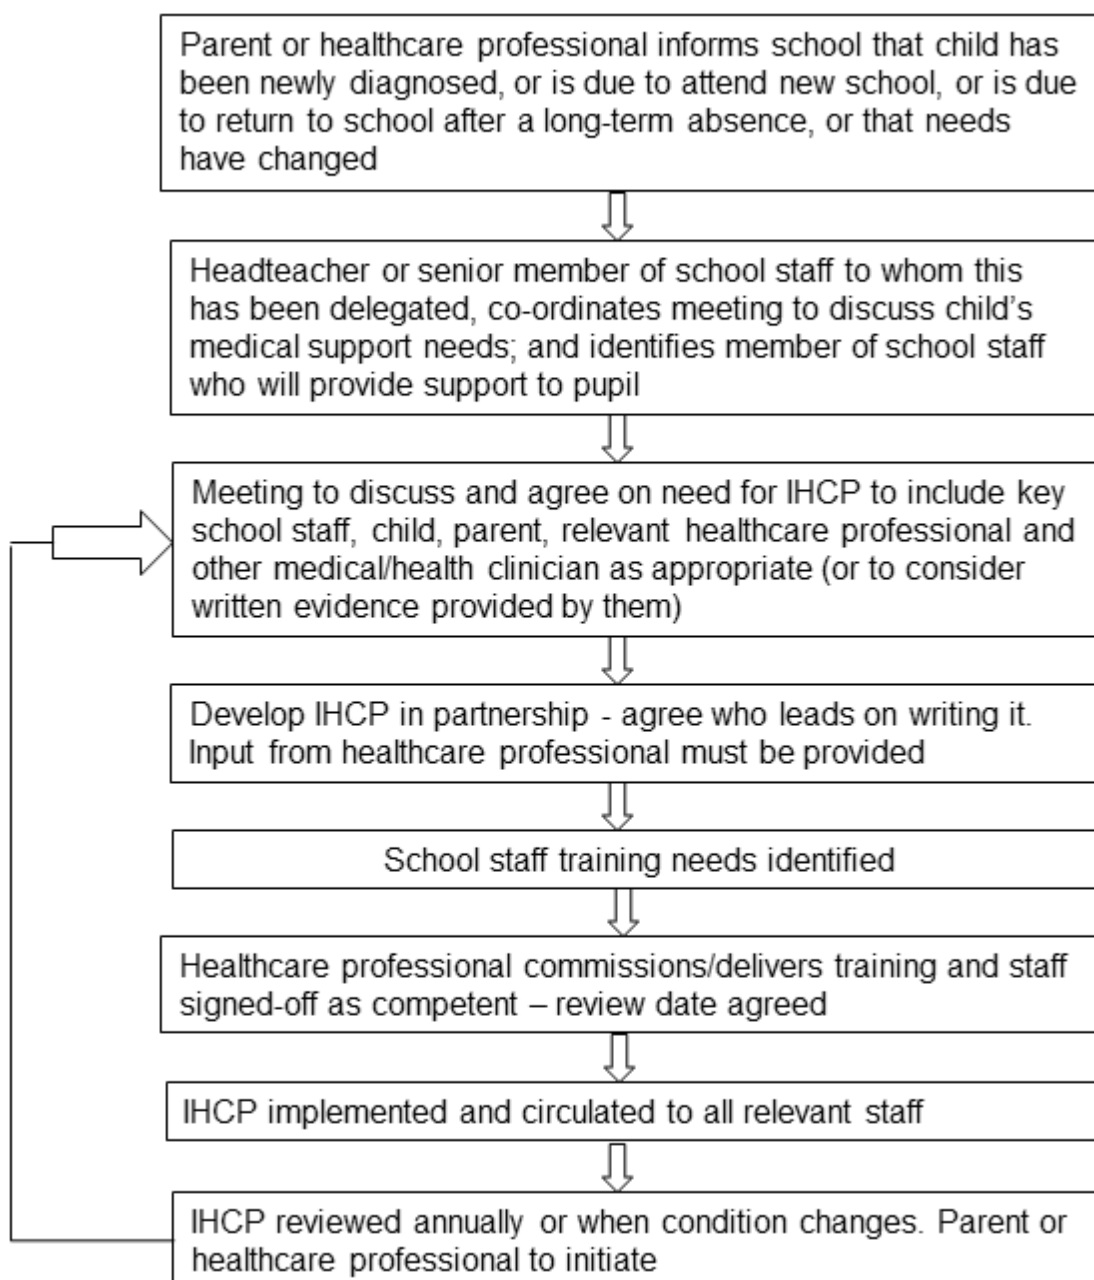 Parent or healthcare professional informs school that child has
been newly diagnosed, or is due to attend new school, or is due
to return to school after a long-term absence, or that needs
have changed
Headteacher or senior member of school staff to whom this
has been delegated, co-ordinates meeting to discuss child's
medical support needs; and identifies member of school staff
who will provide support to pupil
Meeting to discuss and agree on need for IHCP to include key
school staff, child, parent, relevant healthcare professional and
other medical/health clinician as appropriate (or to consider
written evidence provided by them)
Develop IHCP in partnership - agree who leads on writing it.
Input from healthcare professional must be provided
School staff training needs identified
Healthcare professional commissions/delivers training and staff
signed-off as competent – review date agreed
IHCP implemented and circulated to all relevant staff
IHCP reviewed annually or when condition changes. Parent or
healthcare professional to initiate